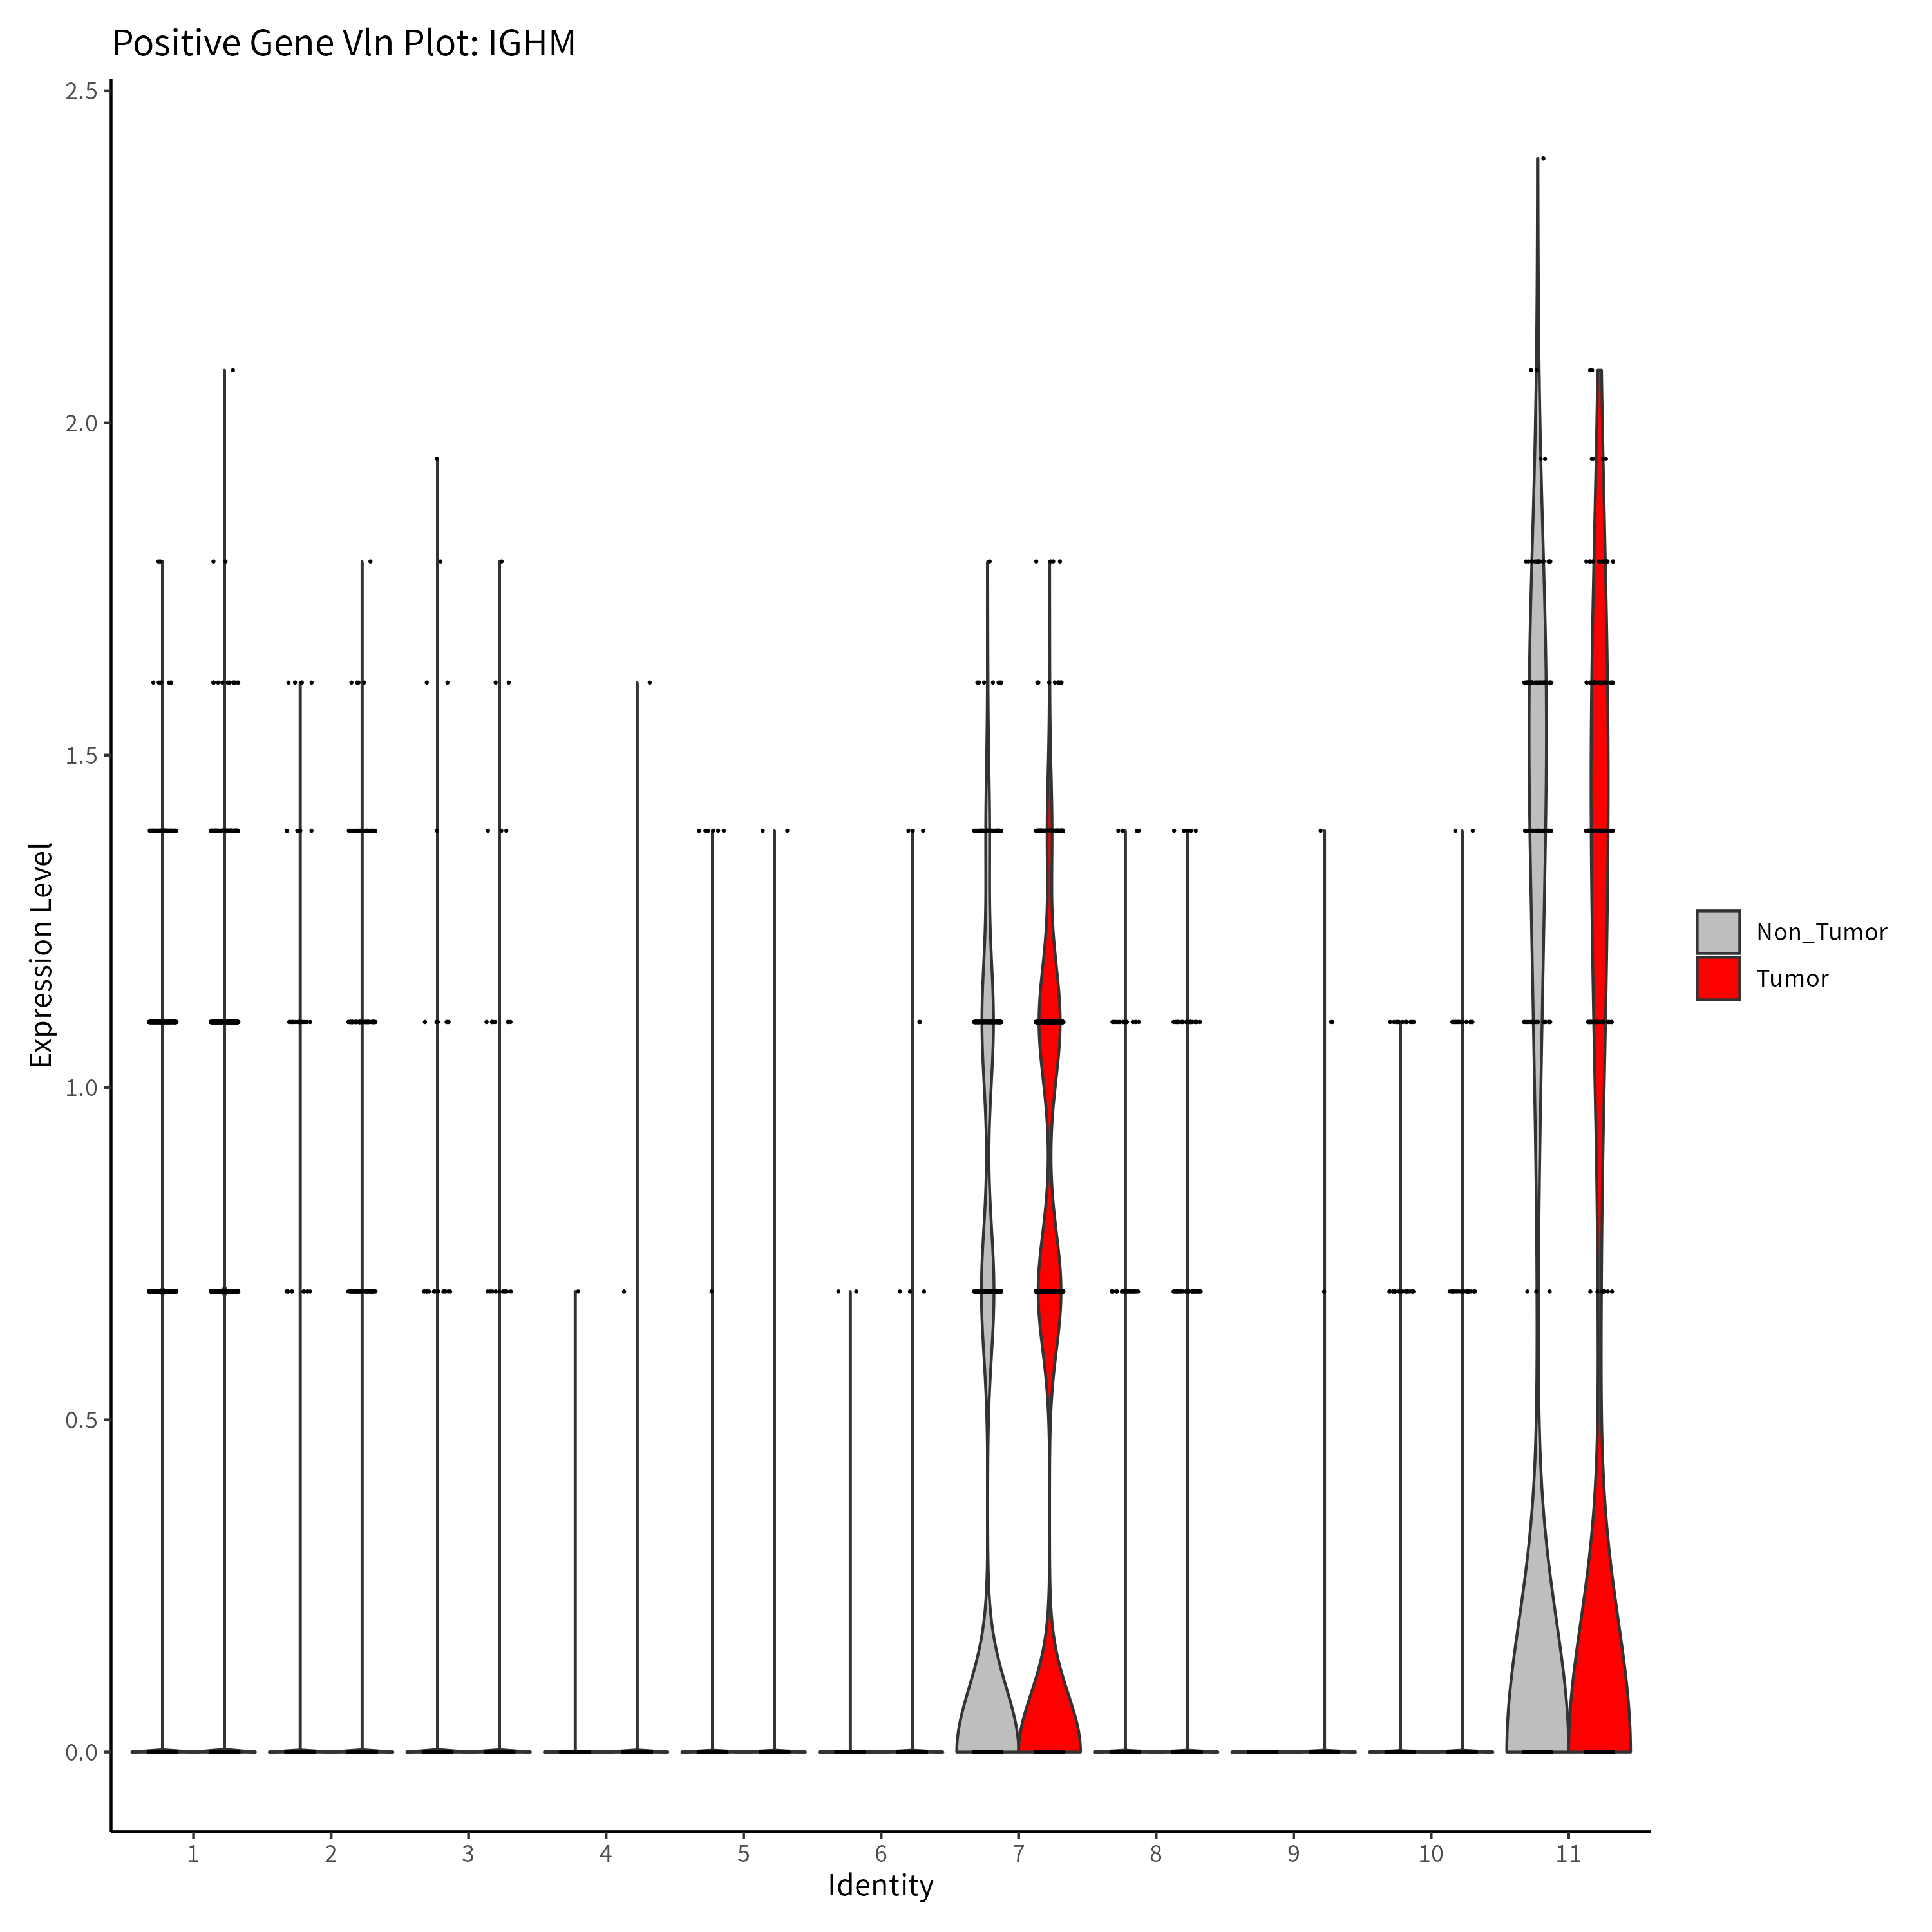 Positive Gene Vln Plot: IGHM
2.5
2.0
1.5
1.0
0.5
0.0
Expression Level
1 2 3 4 5 6 7 8 9 10 11
Identity
Non_Tumor
Tumor